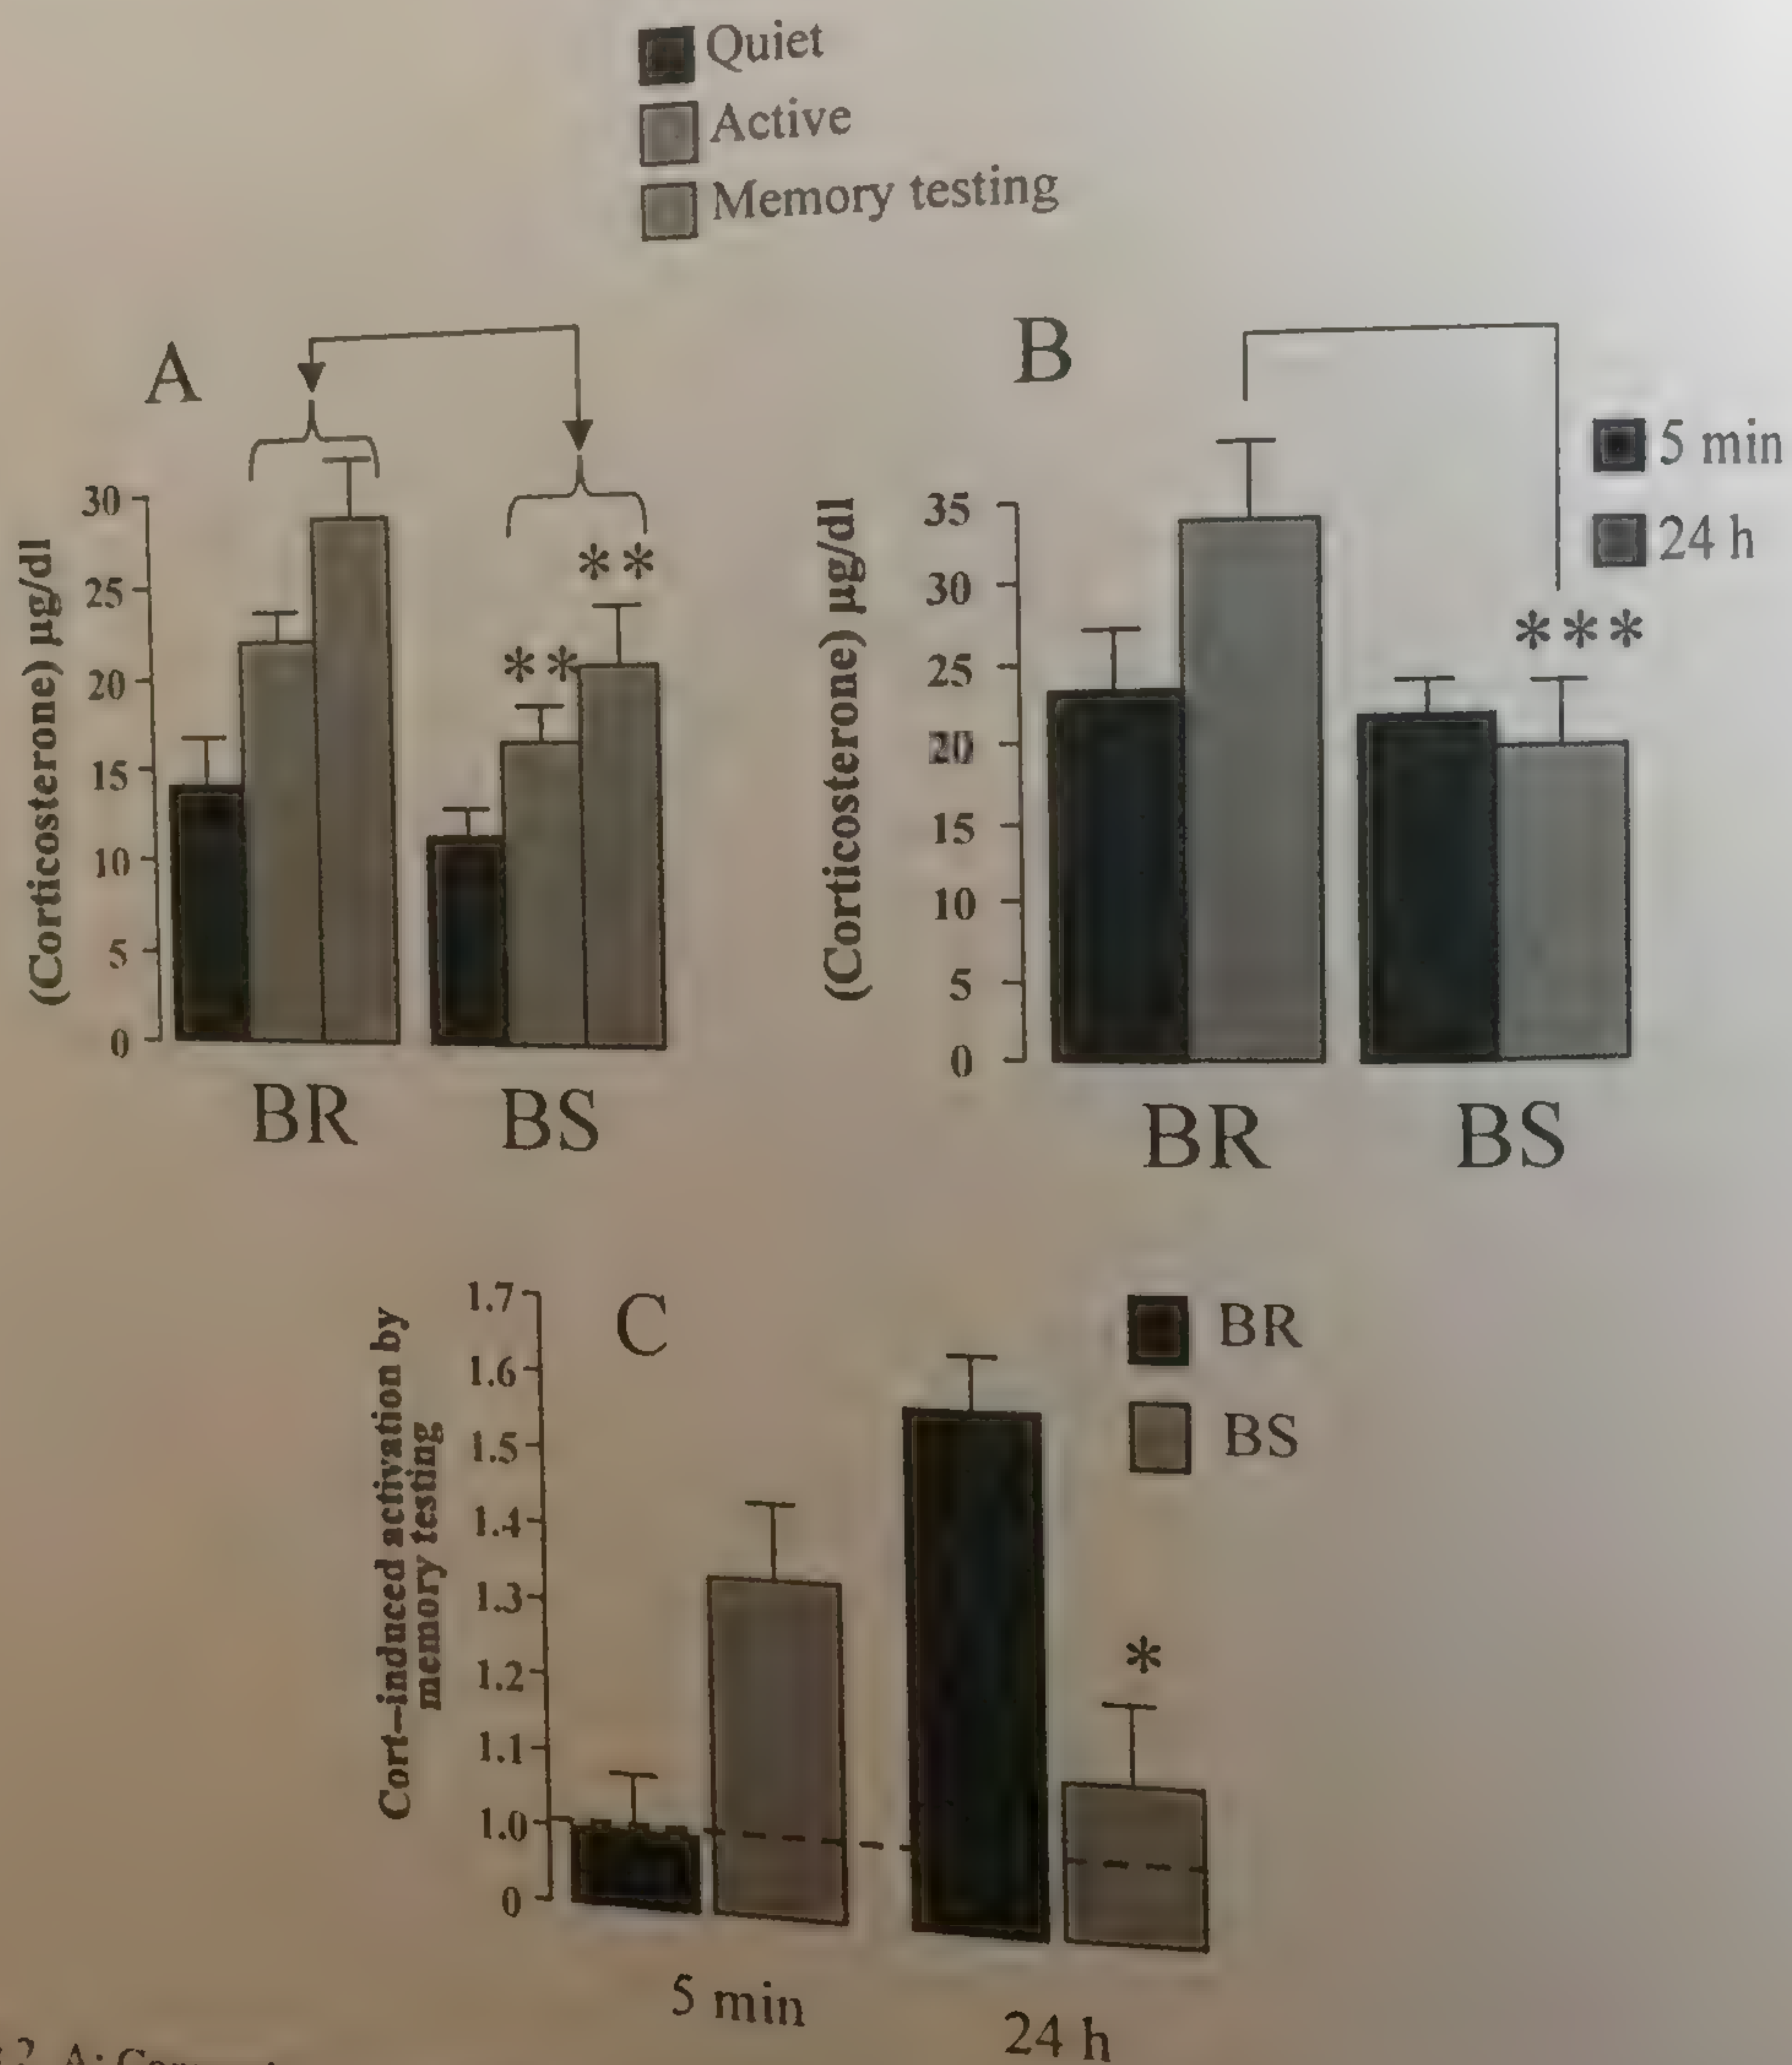 Quiet
Active
Memory testing
A
(Corticosterone) µg/dl
30
25
20
15
10
5
0
**
**
BR
BS
B
5 min
24 h
(Corticosterone) µg/dl
35
30
25
20
15
10
5
0
***
BR
BS
C
BR
BS
Cort-induced activation by
memory testing
1.7
1.6
1.5
1.4
1.3
1.2
1.1
1.0
0
*
5 min
24 h
2. A: